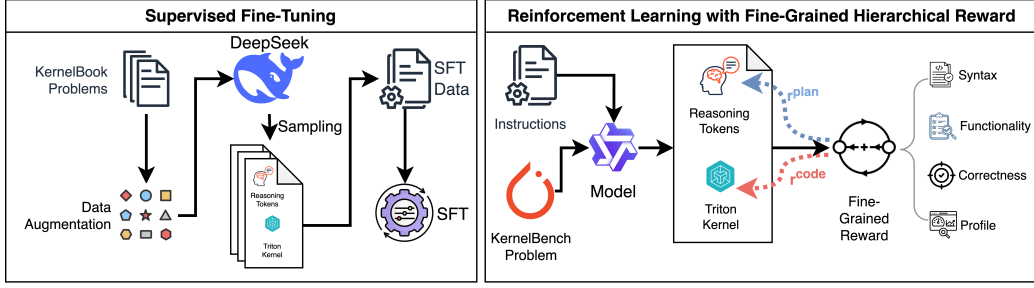 Supervised Fine-Tuning
KernelBook
Problems
DeepSeek
SFT
Data
Sampling
Data
Augmentation
Reasoning
Tokens
Triton
Kernel
SFT
Reinforcement Learning with Fine-Grained Hierarchical Reward
Instructions
KernelBench
Problem
Model
Reasoning
Tokens
Triton
Kernel
r^plan
r^code
Fine-
Grained
Reward
Syntax
Functionality
Correctness
Profile